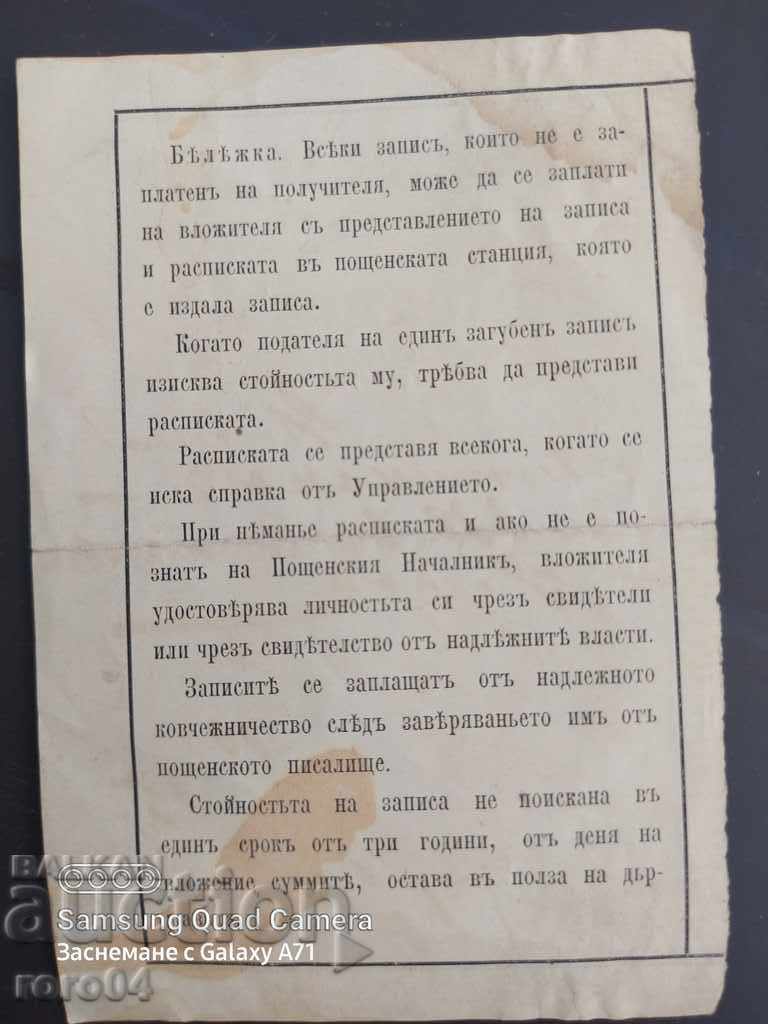 Бѣлѣжка. Всѣки записъ, които не е за-
платенъ на получителя, може да се заплати
на вложителя съ представлението на записа
и расписката въ пощенската станция, която
е издала записа.
Когато подателя на единъ загубенъ записъ
изисква стойностьта му, трѣбва да представи
расписката.
Расписката се представя всекога, когато се
иска справка отъ Управлението.
При нѣманье расписката и ако не е по-
знатъ на Пощенския Началникъ, вложителя
удостовѣрява личностьта си чрезъ свидѣтели
или чрезъ свидѣтелство отъ надлѣжнитѣ власти.
Записитѣ се заплащатъ отъ надлежното
ковчежничество слѣдъ завѣряваньето имъ отъ
пощенското писалище.
Стойностьта на записа не поискана въ
единъ срокъ отъ три години, отъ деня на
вложение суммитѣ, остава въ полза на дър-
БАЛКАН
auction
Samsung Quad Camera
Заснемане с Galaxy A71
roro04